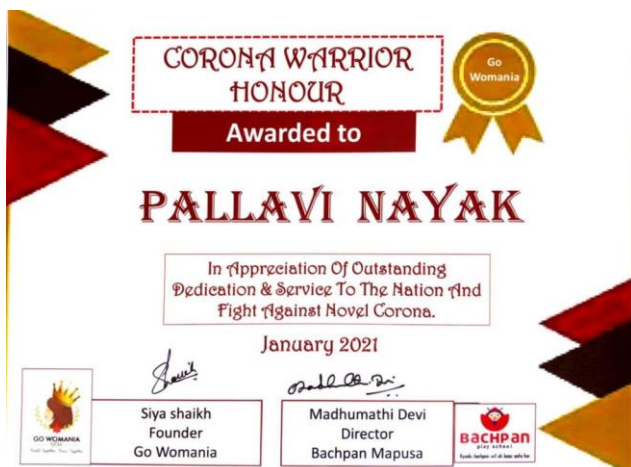 CORONA WARRIOR
HONOUR
Go
Womania
Awarded to
PALLAVI NAYAK
In Appreciation Of Outstanding
Dedication & Service To The Nation And
Fight Against Novel Corona.
January 2021
Siya shaikh
Founder
Go Womania
Madhumathi Devi
Director
Bachpan Mapusa
GO WOMANIA
BACHPan
play school